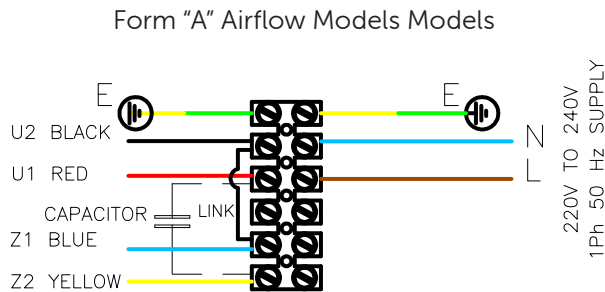 Form “A” Airflow Models Models
E E
U2 BLACK N
U1 RED L
CAPACITOR LINK
Z1 BLUE
Z2 YELLOW
220V TO 240V
1Ph 50 Hz SUPPLY